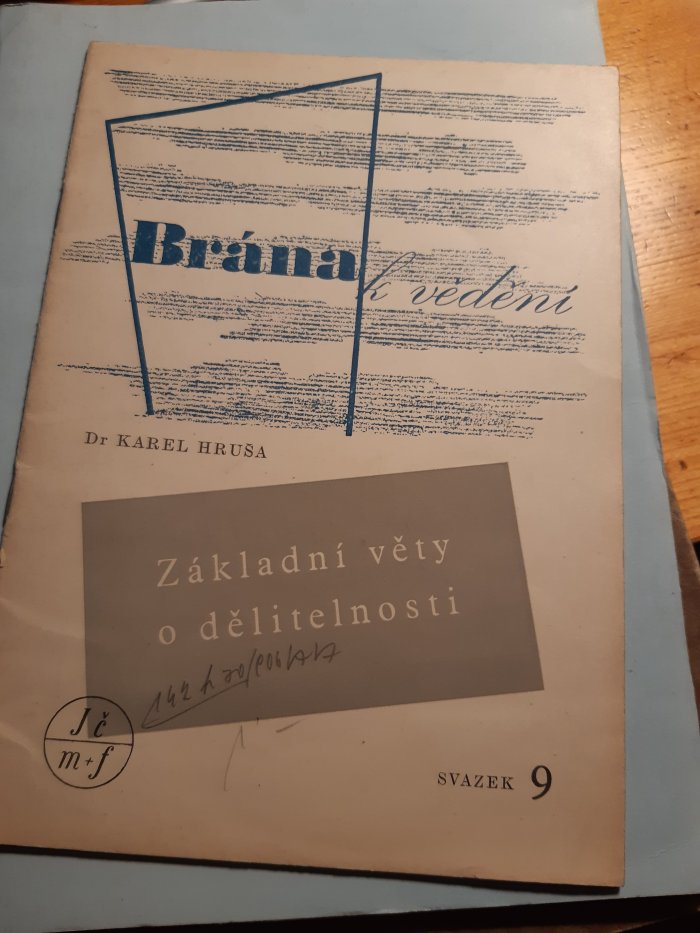 Brána k vědění
Dr KAREL HRUŠA
Základní věty
o dělitelnosti
Jč
m+f
SVAZEK 9